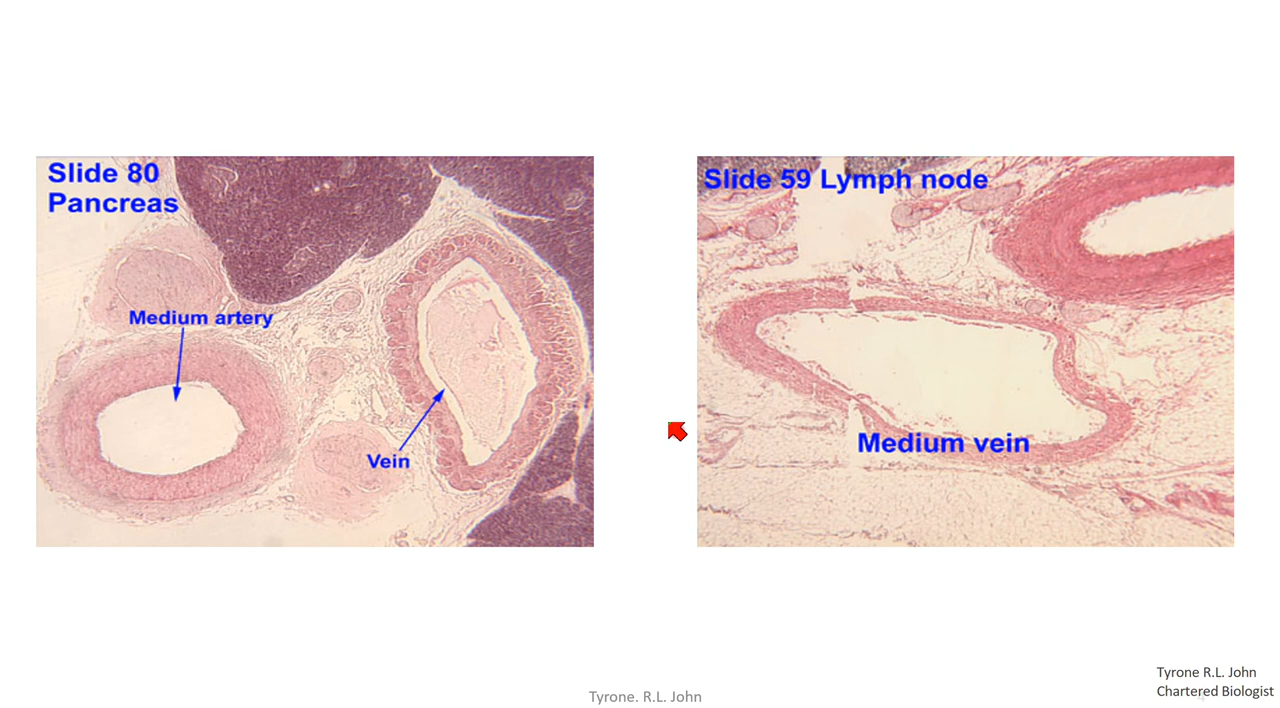 Slide 80
Pancreas
Medium artery
Vein
Slide 59 Lymph node
Medium vein
Tyrone. R.L. John
Tyrone R.L. John
Chartered Biologist